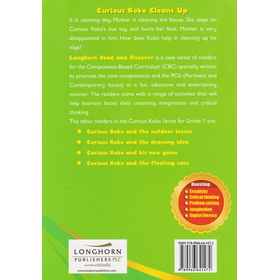 Curious Koko Cleans Up
It is cleaning day. Mother is cleaning the house. She steps on
Curious Koko's bus toy and hurts her foot. Mother is very
disappointed in him. How does Koko help in cleaning up his
toys?
Longhorn Read and Discover is a new series of readers
for the Competence-Based Curriculum (CBC) specially written
to promote the core competences and the PCIs (Pertinent and
Contemporary Issues) in a fun, educative and entertaining
manner. The readers come with a range of activities that will
help learners boost their creativity, imagination and critical
thinking.
The other readers in the Curious Koko Series for Grade 1 are:
• Curious Koko and The outdoor lesson
• Curious Koko and The drawing idea
• Curious Koko and his new game
• Curious Koko and The floating cans
Boosting:
• Creativity
• Critical thinking
• Problem solving
• Imagination
• Digital literacy
LONGHORN
PUBLISHERS PLC
www.longhornpublishers.com